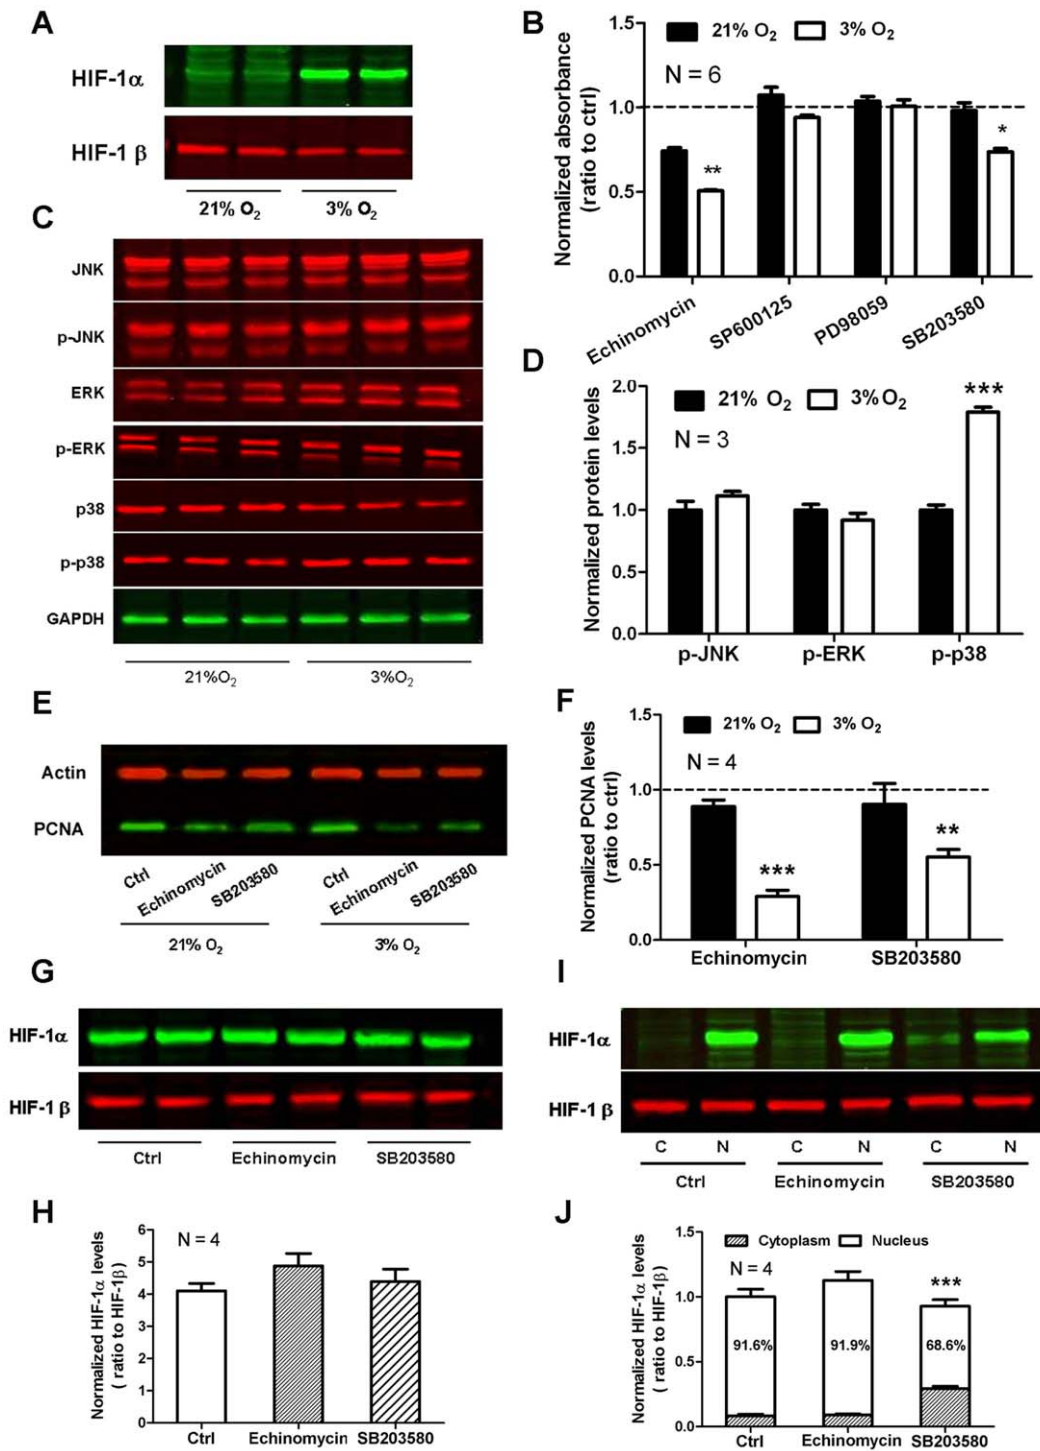 A
HIF-1α
HIF-1 β
21% O₂
3% O₂
B
21% O₂
3% O₂
N = 6
Normalized absorbance
(ratio to ctrl)
1.5
1.0
0.5
0.0
**
*
Echinomycin
SP600125
PD98059
SB203580
C
JNK
p-JNK
ERK
p-ERK
p38
p-p38
GAPDH
21%O₂
3%O₂
D
21% O₂
3% O₂
N = 3
Normalized protein levels
2.0
1.5
1.0
0.5
0.0
***
p-JNK
p-ERK
p-p38
E
Actin
PCNA
Ctrl
Echinomycin
SB203580
Ctrl
Echinomycin
SB203580
21% O₂
3% O₂
F
21% O₂
3% O₂
N = 4
Normalized PCNA levels
(ratio to ctrl)
1.5
1.0
0.5
0.0
***
**
Echinomycin
SB203580
G
HIF-1α
HIF-1 β
Ctrl
Echinomycin
SB203580
H
N = 4
Normalized HIF-1α levels
( ratio to HIF-1β)
6
5
4
3
2
1
0
Ctrl
Echinomycin
SB203580
I
HIF-1α
HIF-1 β
C
N
C
N
C
N
Ctrl
Echinomycin
SB203580
J
Cytoplasm
Nucleus
N = 4
Normalized HIF-1α levels
( ratio to HIF-1β)
1.5
1.0
0.5
0.0
***
91.6%
91.9%
68.6%
Ctrl
Echinomycin
SB203580